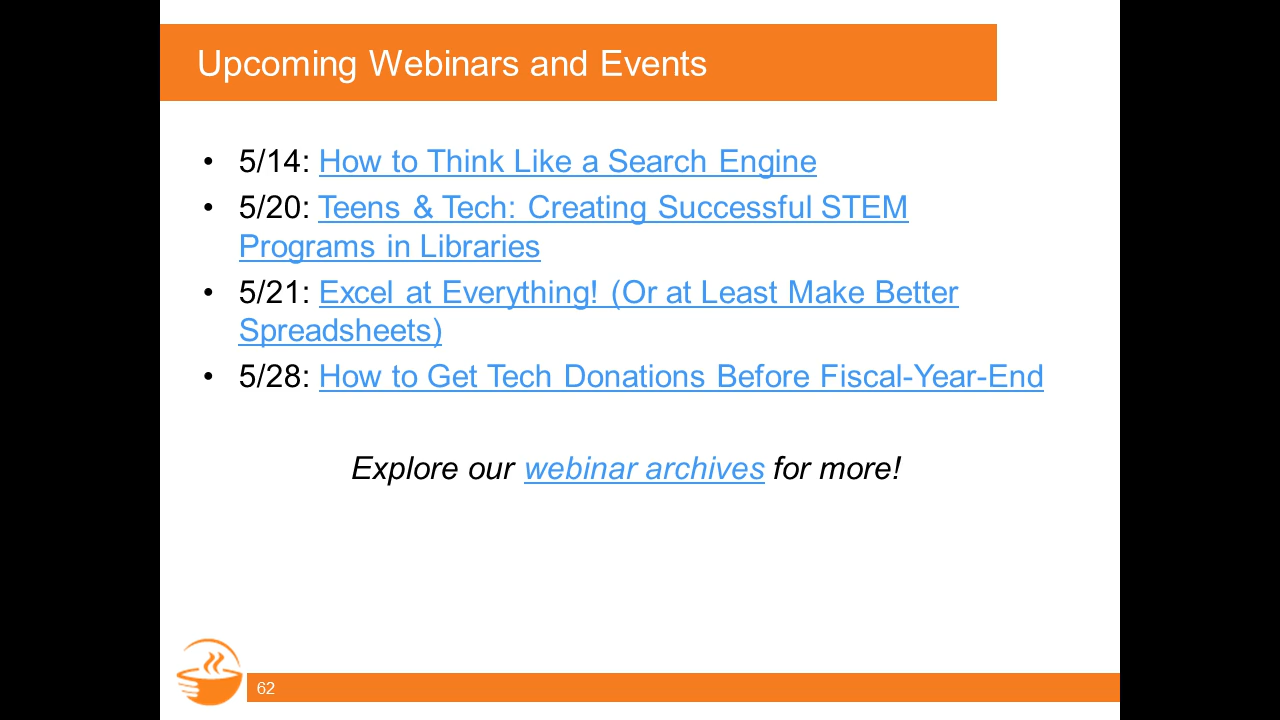 Upcoming Webinars and Events
• 5/14: How to Think Like a Search Engine
• 5/20: Teens & Tech: Creating Successful STEM
Programs in Libraries
• 5/21: Excel at Everything! (Or at Least Make Better
Spreadsheets)
• 5/28: How to Get Tech Donations Before Fiscal-Year-End
Explore our webinar archives for more!
62